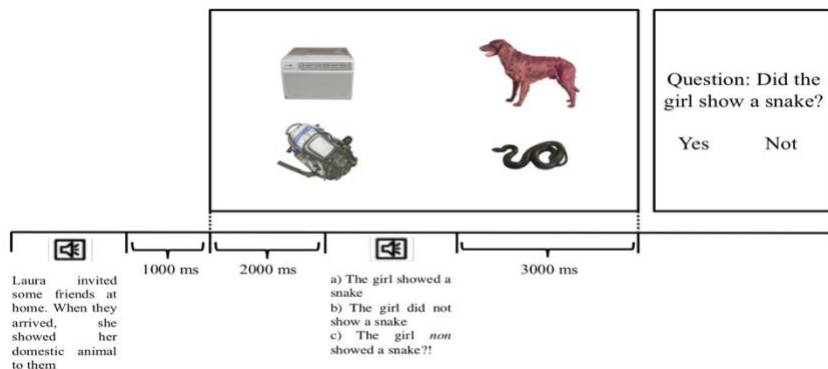 Question: Did the
girl show a snake?
Yes Not
1000 ms
2000 ms
3000 ms
Laura invited
some friends at
home. When they
arrived, she
showed her
domestic animal
to them
a) The girl showed a
snake
b) The girl did not
show a snake
c) The girl non
showed a snake?!